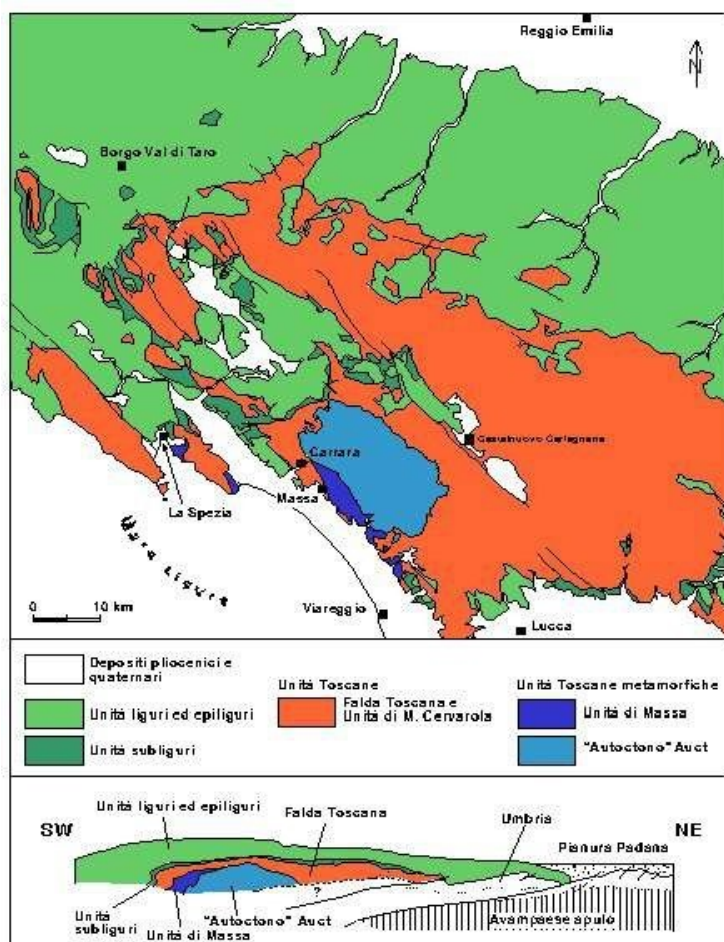 Reggio Emilia
N
Borgo Val di Taro
Castelnuovo Garfagnana
Carrara
Massa
La Spezia
Mare Ligure
0 10 km
Viareggio
Lucca
Depositi pliocenici e
quaternari
Unità liguri ed epiliguri
Unità subliguri
Unità Toscane
Falda Toscana e
Unità di M. Cervarola
Unità Toscane metamorfiche
Unità di Massa
"Autoctono" Auct
SW
NE
Unità liguri ed epiliguri
Falda Toscana
Umbria
Pianura Padana
?
Unità
subliguri
Unità di Massa
"Autoctono" Auct
Avampaese apulo